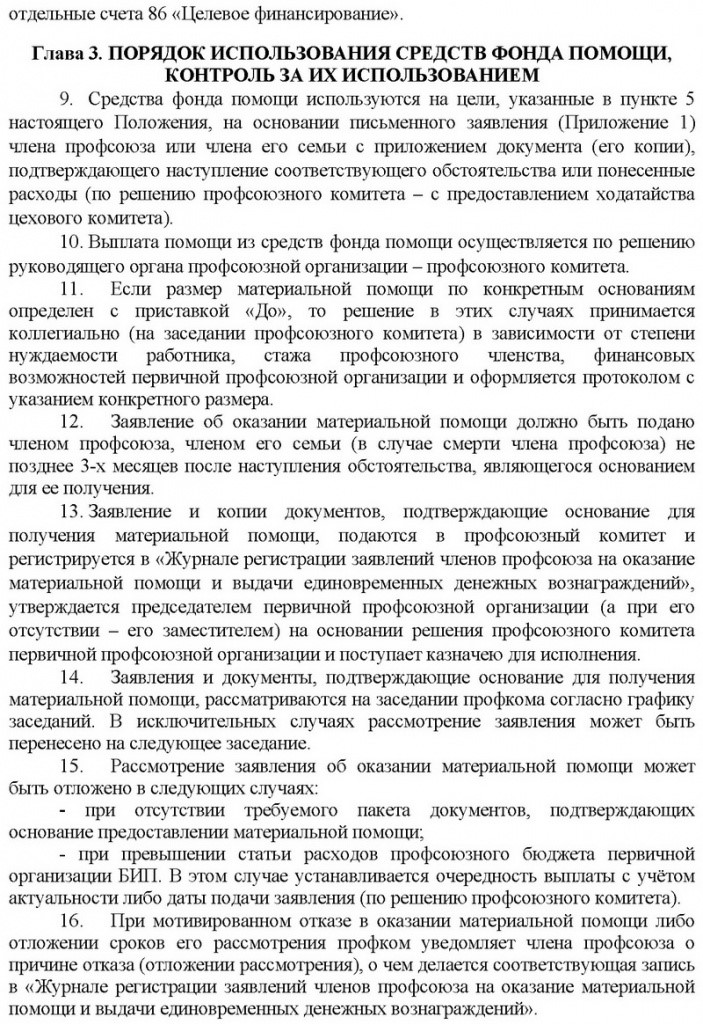 отдельные счета 86 «Целевое финансирование».
Глава 3. ПОРЯДОК ИСПОЛЬЗОВАНИЯ СРЕДСТВ ФОНДА ПОМОЩИ,
КОНТРОЛЬ ЗА ИХ ИСПОЛЬЗОВАНИЕМ
9. Средства фонда помощи используются на цели, указанные в пункте 5
настоящего Положения, на основании письменного заявления (Приложение 1)
члена профсоюза или члена его семьи с приложением документа (его копии),
подтверждающего наступление соответствующего обстоятельства или понесенные
расходы (по решению профсоюзного комитета – с предоставлением ходатайства
цехового комитета).
10. Выплата помощи из средств фонда помощи осуществляется по решению
руководящего органа профсоюзной организации – профсоюзного комитета.
11. Если размер материальной помощи по конкретным основаниям
определен с приставкой «До», то решение в этих случаях принимается
коллегиально (на заседании профсоюзного комитета) в зависимости от степени
нуждаемости работника, стажа профсоюзного членства, финансовых
возможностей первичной профсоюзной организации и оформляется протоколом с
указанием конкретного размера.
12. Заявление об оказании материальной помощи должно быть подано
членом профсоюза, членом его семьи (в случае смерти члена профсоюза) не
позднее 3-х месяцев после наступления обстоятельства, являющегося основанием
для ее получения.
13. Заявление и копии документов, подтверждающие основание для
получения материальной помощи, подаются в профсоюзный комитет и
регистрируется в «Журнале регистрации заявлений членов профсоюза на оказание
материальной помощи и выдачи единовременных денежных вознаграждений»,
утверждается председателем первичной профсоюзной организации (а при его
отсутствии – его заместителем) на основании решения профсоюзного комитета
первичной профсоюзной организации и поступает казначею для исполнения.
14. Заявления и документы, подтверждающие основание для получения
материальной помощи, рассматриваются на заседании профкома согласно графику
заседаний. В исключительных случаях рассмотрение заявления может быть
перенесено на следующее заседание.
15. Рассмотрение заявления об оказании материальной помощи может
быть отложено в следующих случаях:
- при отсутствии требуемого пакета документов, подтверждающих
основание предоставлении материальной помощи;
- при превышении статьи расходов профсоюзного бюджета первичной
организации БИП. В этом случае устанавливается очередность выплаты с учётом
актуальности либо даты подачи заявления (по решению профсоюзного комитета).
16. При мотивированном отказе в оказании материальной помощи либо
отложении сроков его рассмотрения профком уведомляет члена профсоюза о
причине отказа (отложении рассмотрения), о чем делается соответствующая запись
в «Журнале регистрации заявлений членов профсоюза на оказание материальной
помощи и выдачи единовременных денежных вознаграждений».